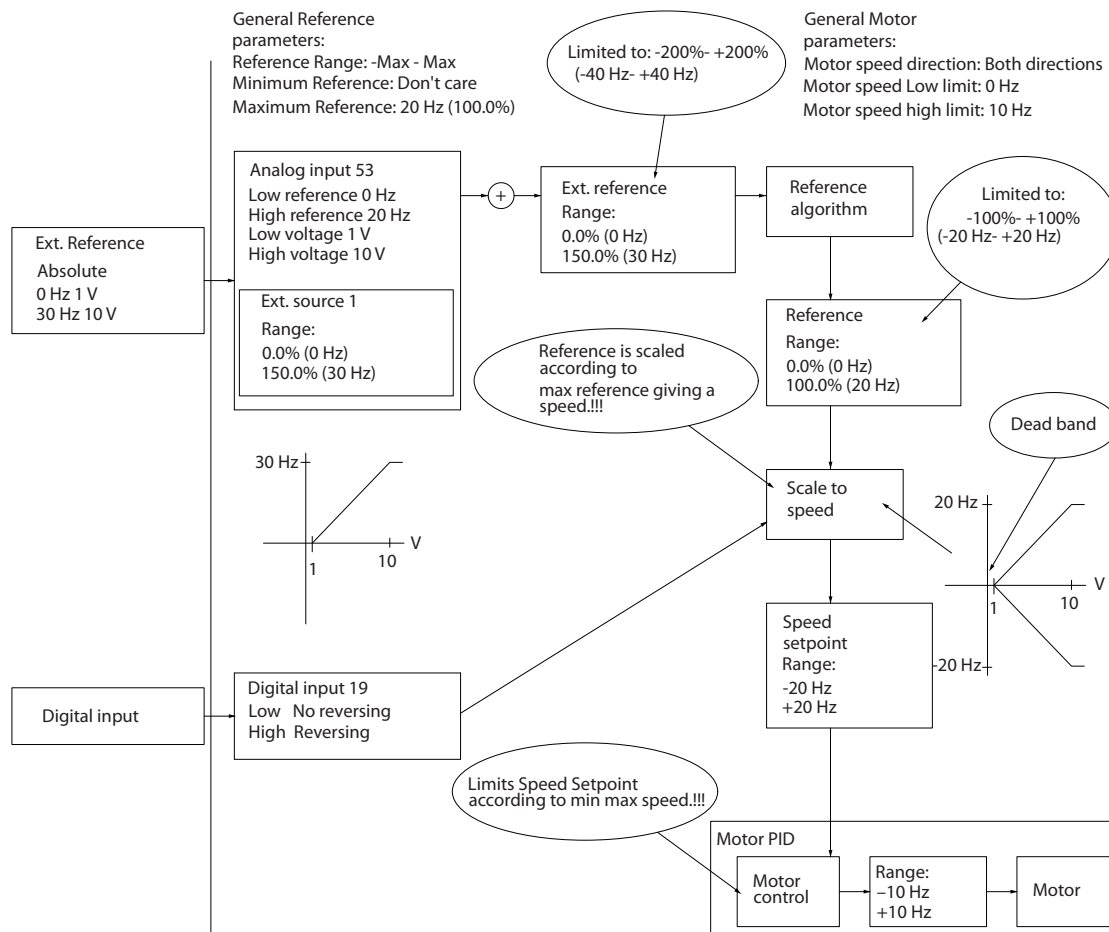 General Reference
parameters:
Reference Range: -Max - Max
Minimum Reference: Don't care
Maximum Reference: 20 Hz (100.0%)
Limited to: -200%- +200%
(-40 Hz- +40 Hz)
General Motor
parameters:
Motor speed direction: Both directions
Motor speed Low limit: 0 Hz
Motor speed high limit: 10 Hz
Ext. Reference
Absolute
0 Hz 1 V
30 Hz 10 V
Analog input 53
Low reference 0 Hz
High reference 20 Hz
Low voltage 1 V
High voltage 10 V
Ext. source 1
Range:
0.0% (0 Hz)
150.0% (30 Hz)
+
Ext. reference
Range:
0.0% (0 Hz)
150.0% (30 Hz)
Reference
algorithm
Limited to:
-100%- +100%
(-20 Hz- +20 Hz)
Reference
Range:
0.0% (0 Hz)
100.0% (20 Hz)
Reference is scaled
according to
max reference giving a
speed.!!!
Dead band
30 Hz
1
10
V
Scale to
speed
20 Hz
1
10
V
-20 Hz
Speed
setpoint
Range:
-20 Hz
+20 Hz
Digital input
Digital input 19
Low No reversing
High Reversing
Limits Speed Setpoint
according to min max speed.!!!
Motor PID
Motor
control
Range:
–10 Hz
+10 Hz
Motor